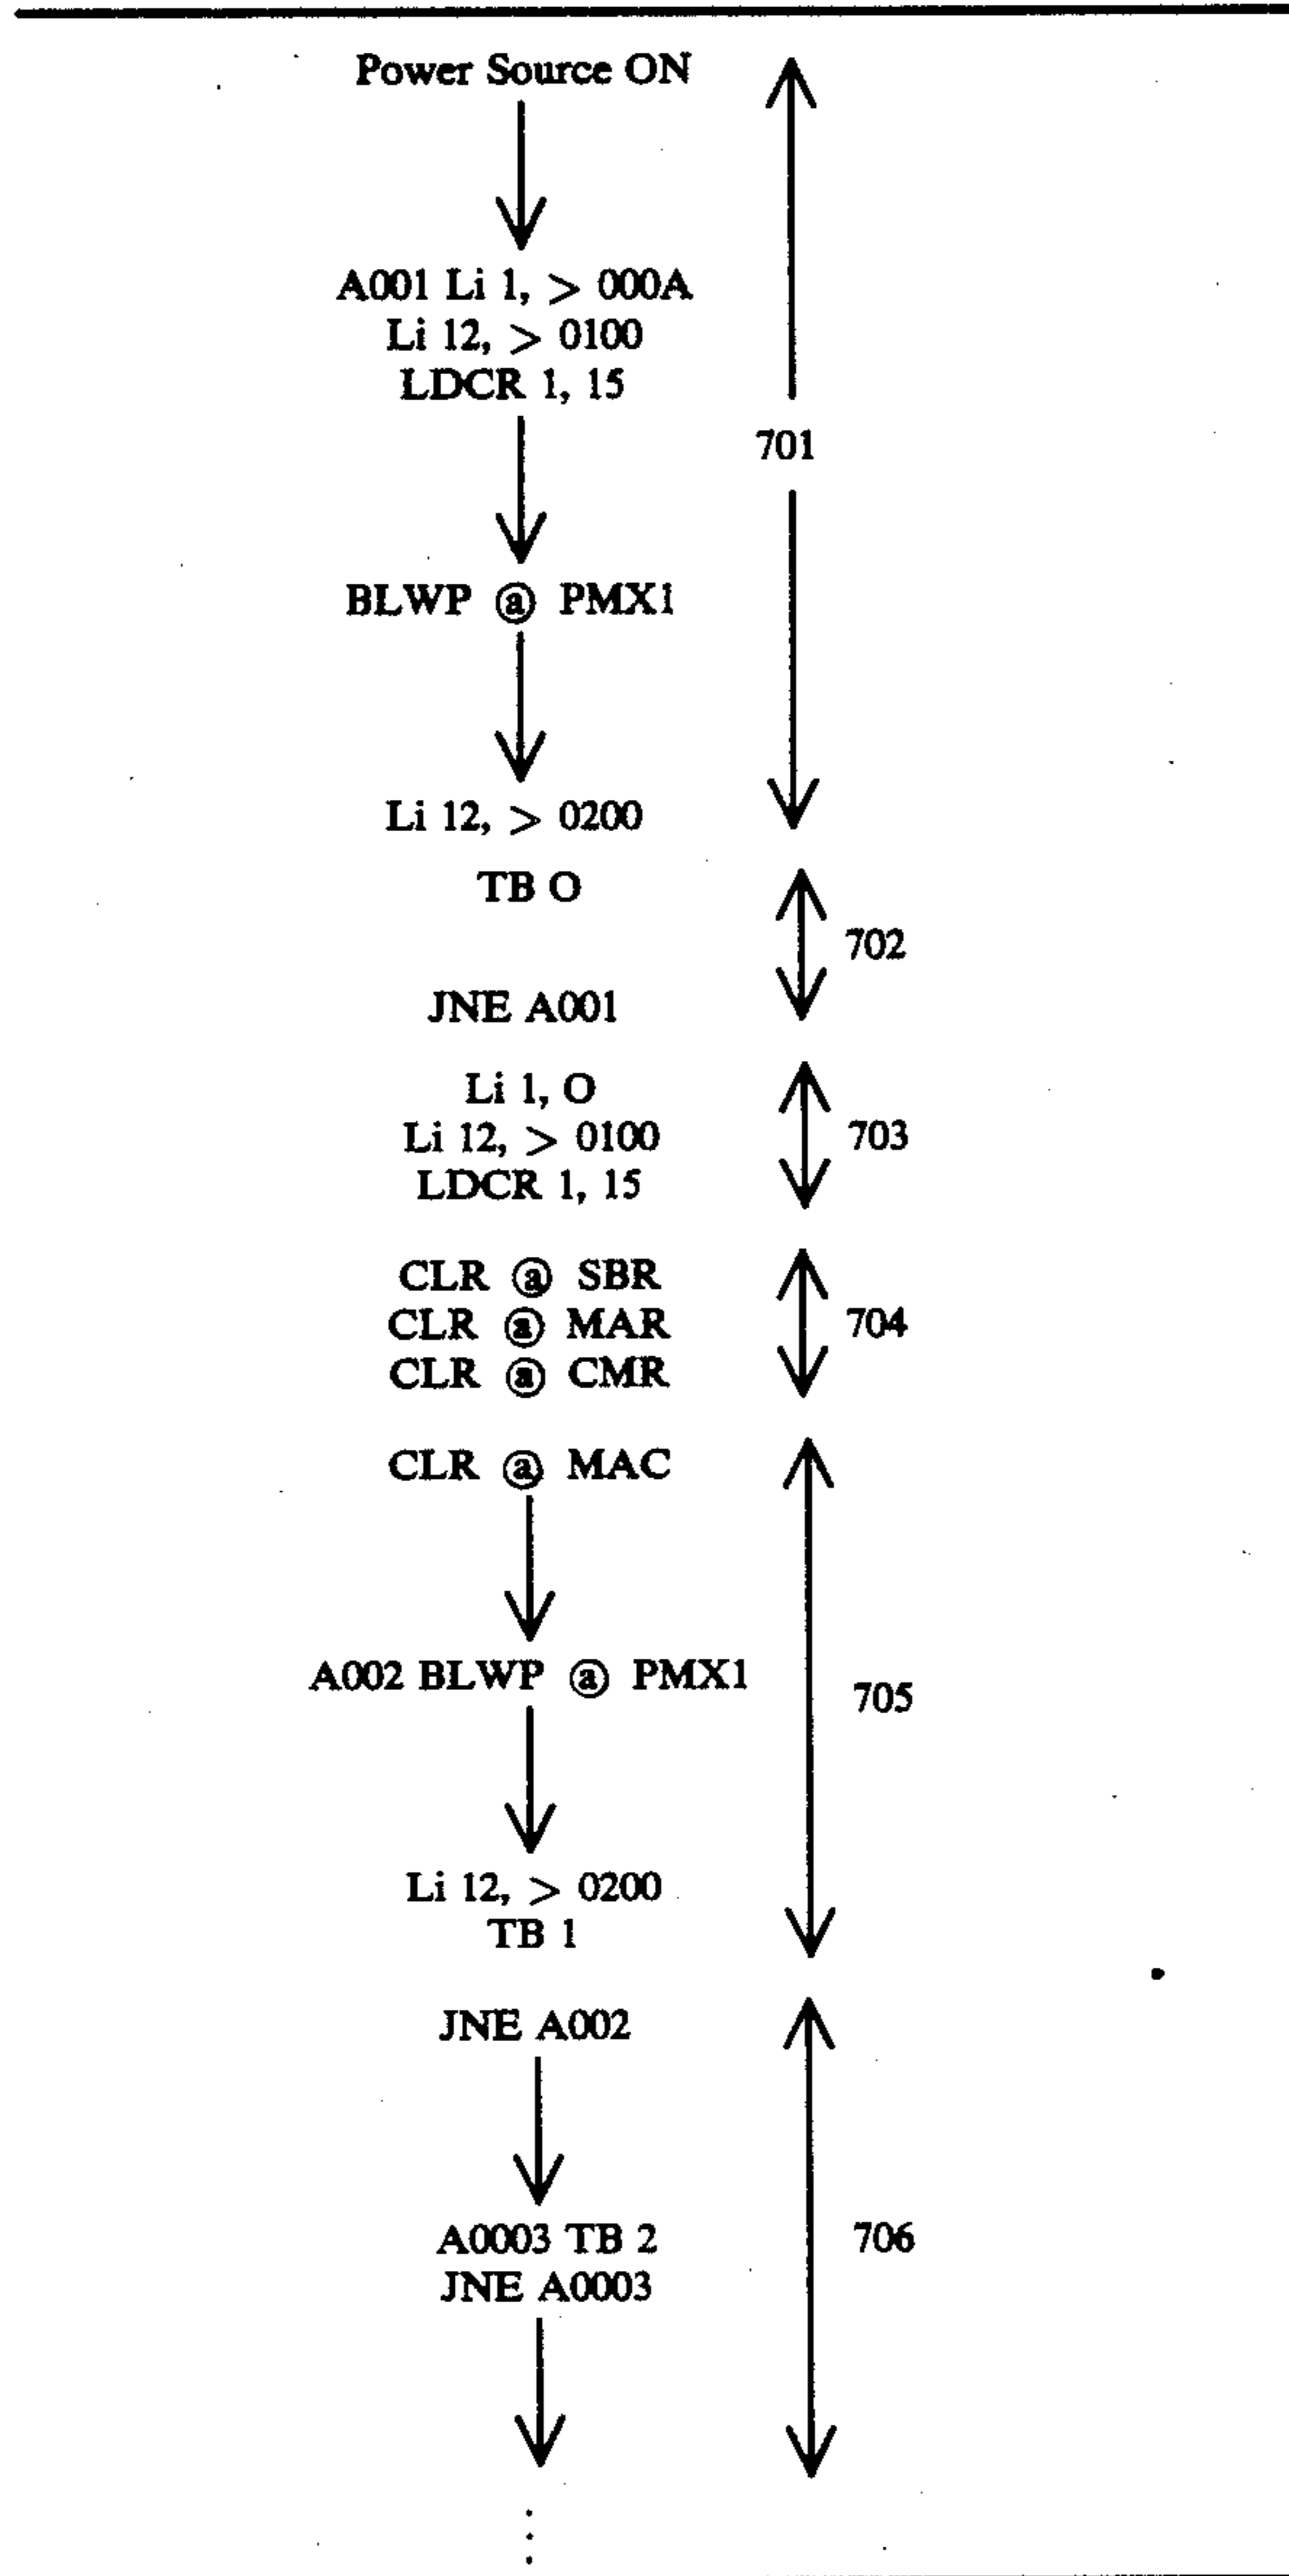 Power Source ON
A001 Li 1, > 000A
Li 12, > 0100
LDCR 1, 15
701
BLWP ⓐ PMX1
Li 12, > 0200
TB O
702
JNE A001
Li 1, O
Li 12, > 0100
703
LDCR 1, 15
CLR ⓐ SBR
CLR ⓐ MAR
704
CLR ⓐ CMR
CLR ⓐ MAC
A002 BLWP ⓐ PMX1
705
Li 12, > 0200
TB 1
JNE A002
A0003 TB 2
706
JNE A0003
⋮